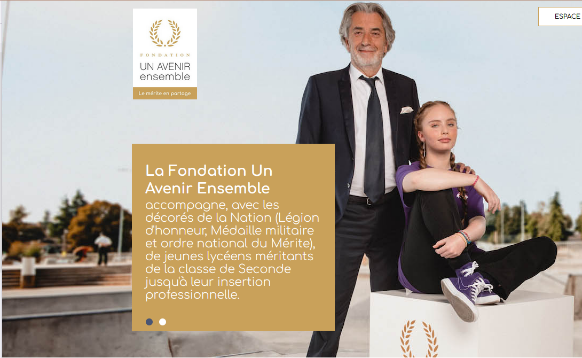 FONDATION
UN AVENIR
ensemble
Le mérite en partage
ESPACE
La Fondation Un
Avenir Ensemble
accompagne, avec les
décorés de la Nation (Légion
d'honneur, Médaille militaire
et ordre national du Mérite),
de jeunes lycéens méritants
de la classe de Seconde
jusqu'à leur insertion
professionnelle.